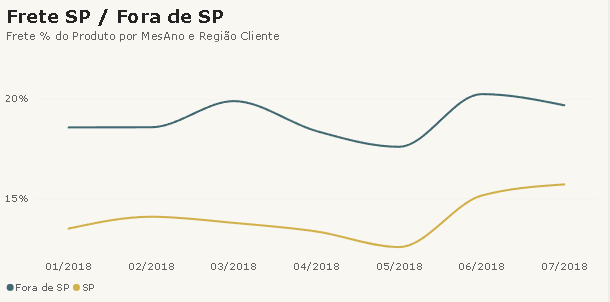 Frete SP / Fora de SP
Frete % do Produto por MesAno e Região Cliente
20%
15%
01/2018 02/2018 03/2018 04/2018 05/2018 06/2018 07/2018
Fora de SP SP